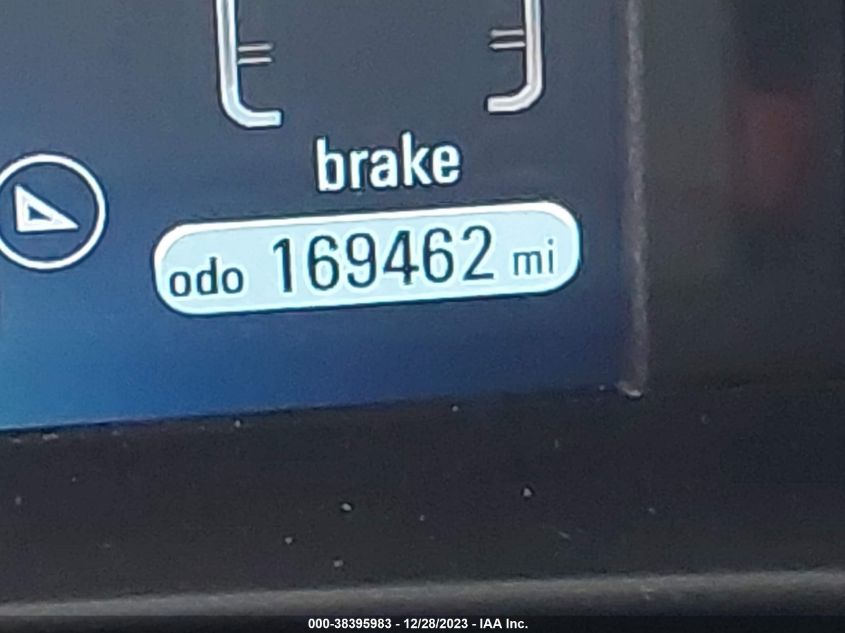 brake
odo 169462 mi
000-38395983 - 12/28/2023 - IAA Inc.